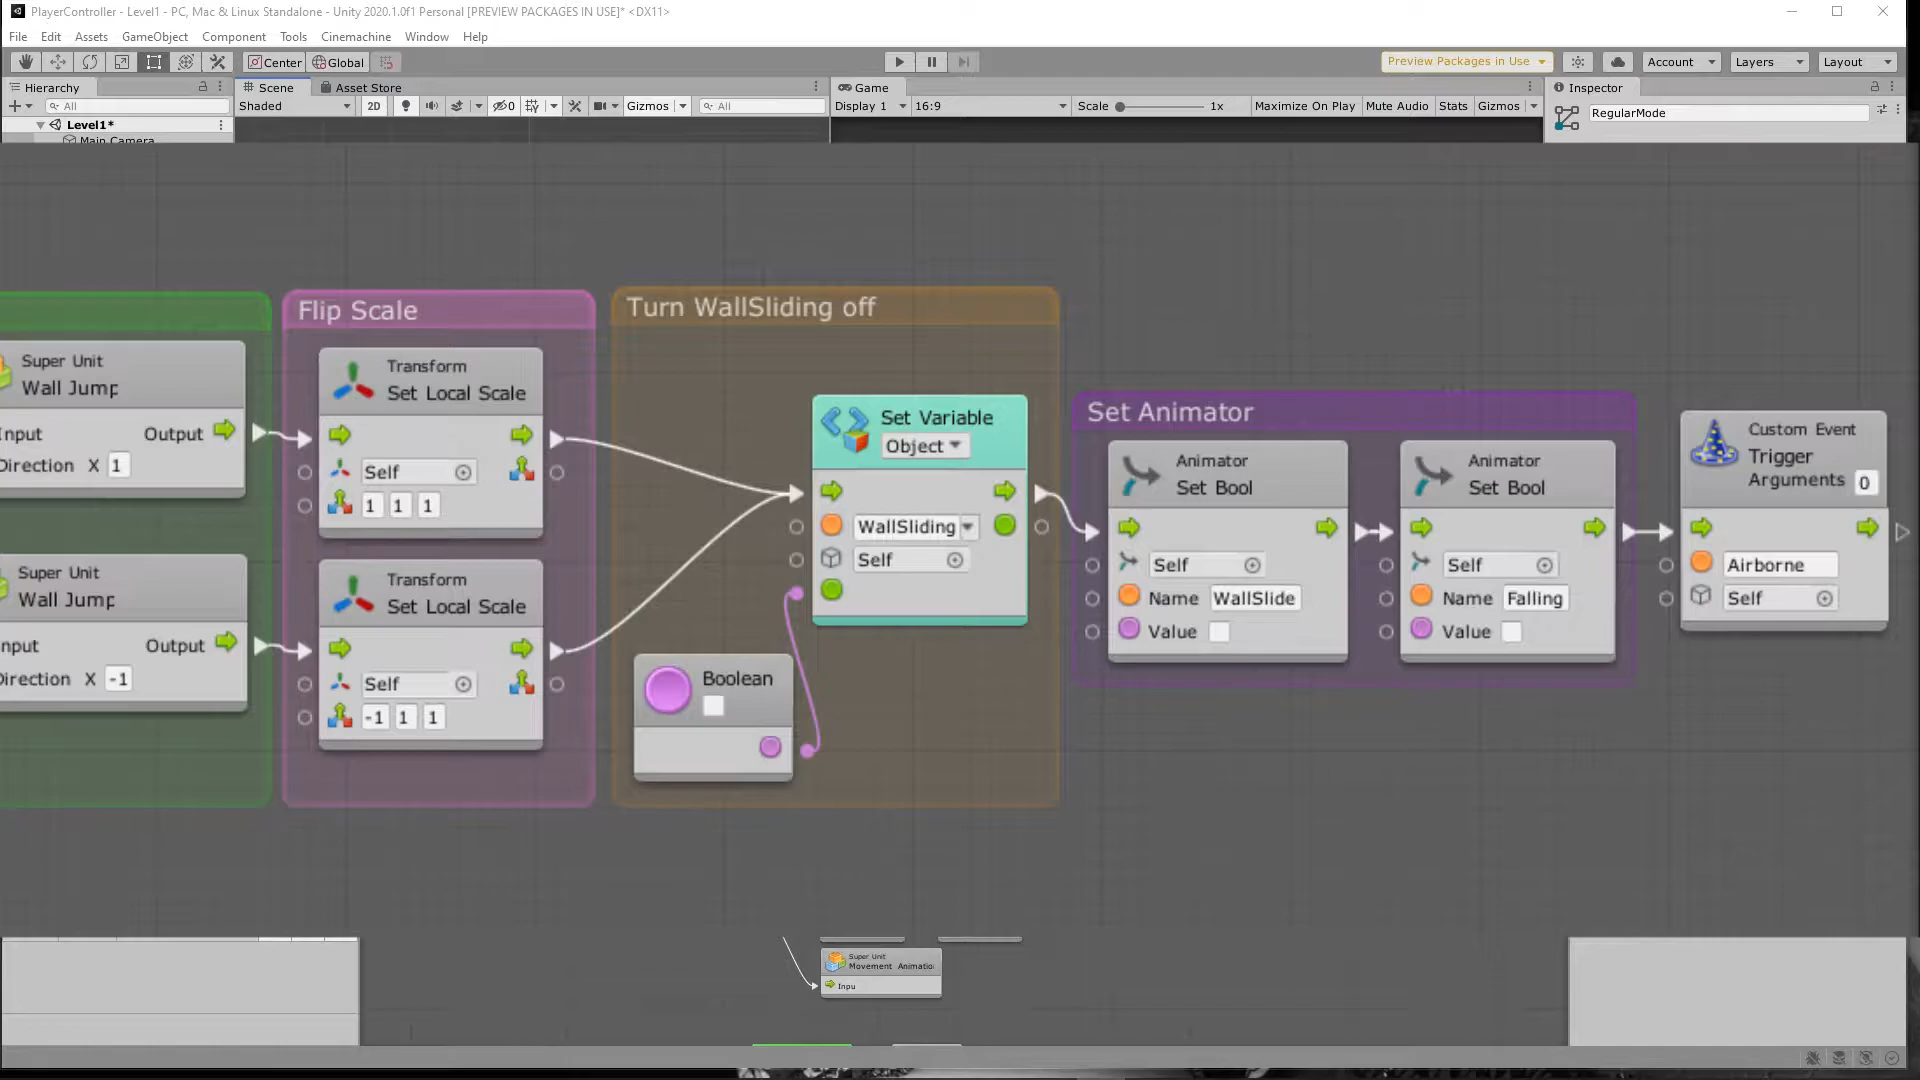 PlayerController - Level1 - PC, Mac & Linux Standalone - Unity 2020.1.0f1 Personal [PREVIEW PACKAGES IN USE]* <DX11>
File Edit Assets GameObject Component Tools Cinemachine Window Help
Center Global Preview Packages in Use Account Layers Layout
Hierarchy Scene Asset Store Game Inspector
All Shaded 2D 0 Gizmos All Display 1 16:9 Scale 1x Maximize On Play Mute Audio Stats Gizmos RegularMode
Level1*
Main Camera
Flip Scale
Turn WallSliding off
Set Animator
Super Unit
Wall Jump
Input Output
Direction X 1
Super Unit
Wall Jump
Input Output
Direction X -1
Transform
Set Local Scale
Self
1 1 1
Transform
Set Local Scale
Self
-1 1 1
Set Variable
Object
WallSliding
Self
Boolean
Animator
Set Bool
Self
Name WallSlide
Value
Animator
Set Bool
Self
Name Falling
Value
Custom Event
Trigger
Arguments 0
Airborne
Self
Super Unit
Movement Animatio
Inpu